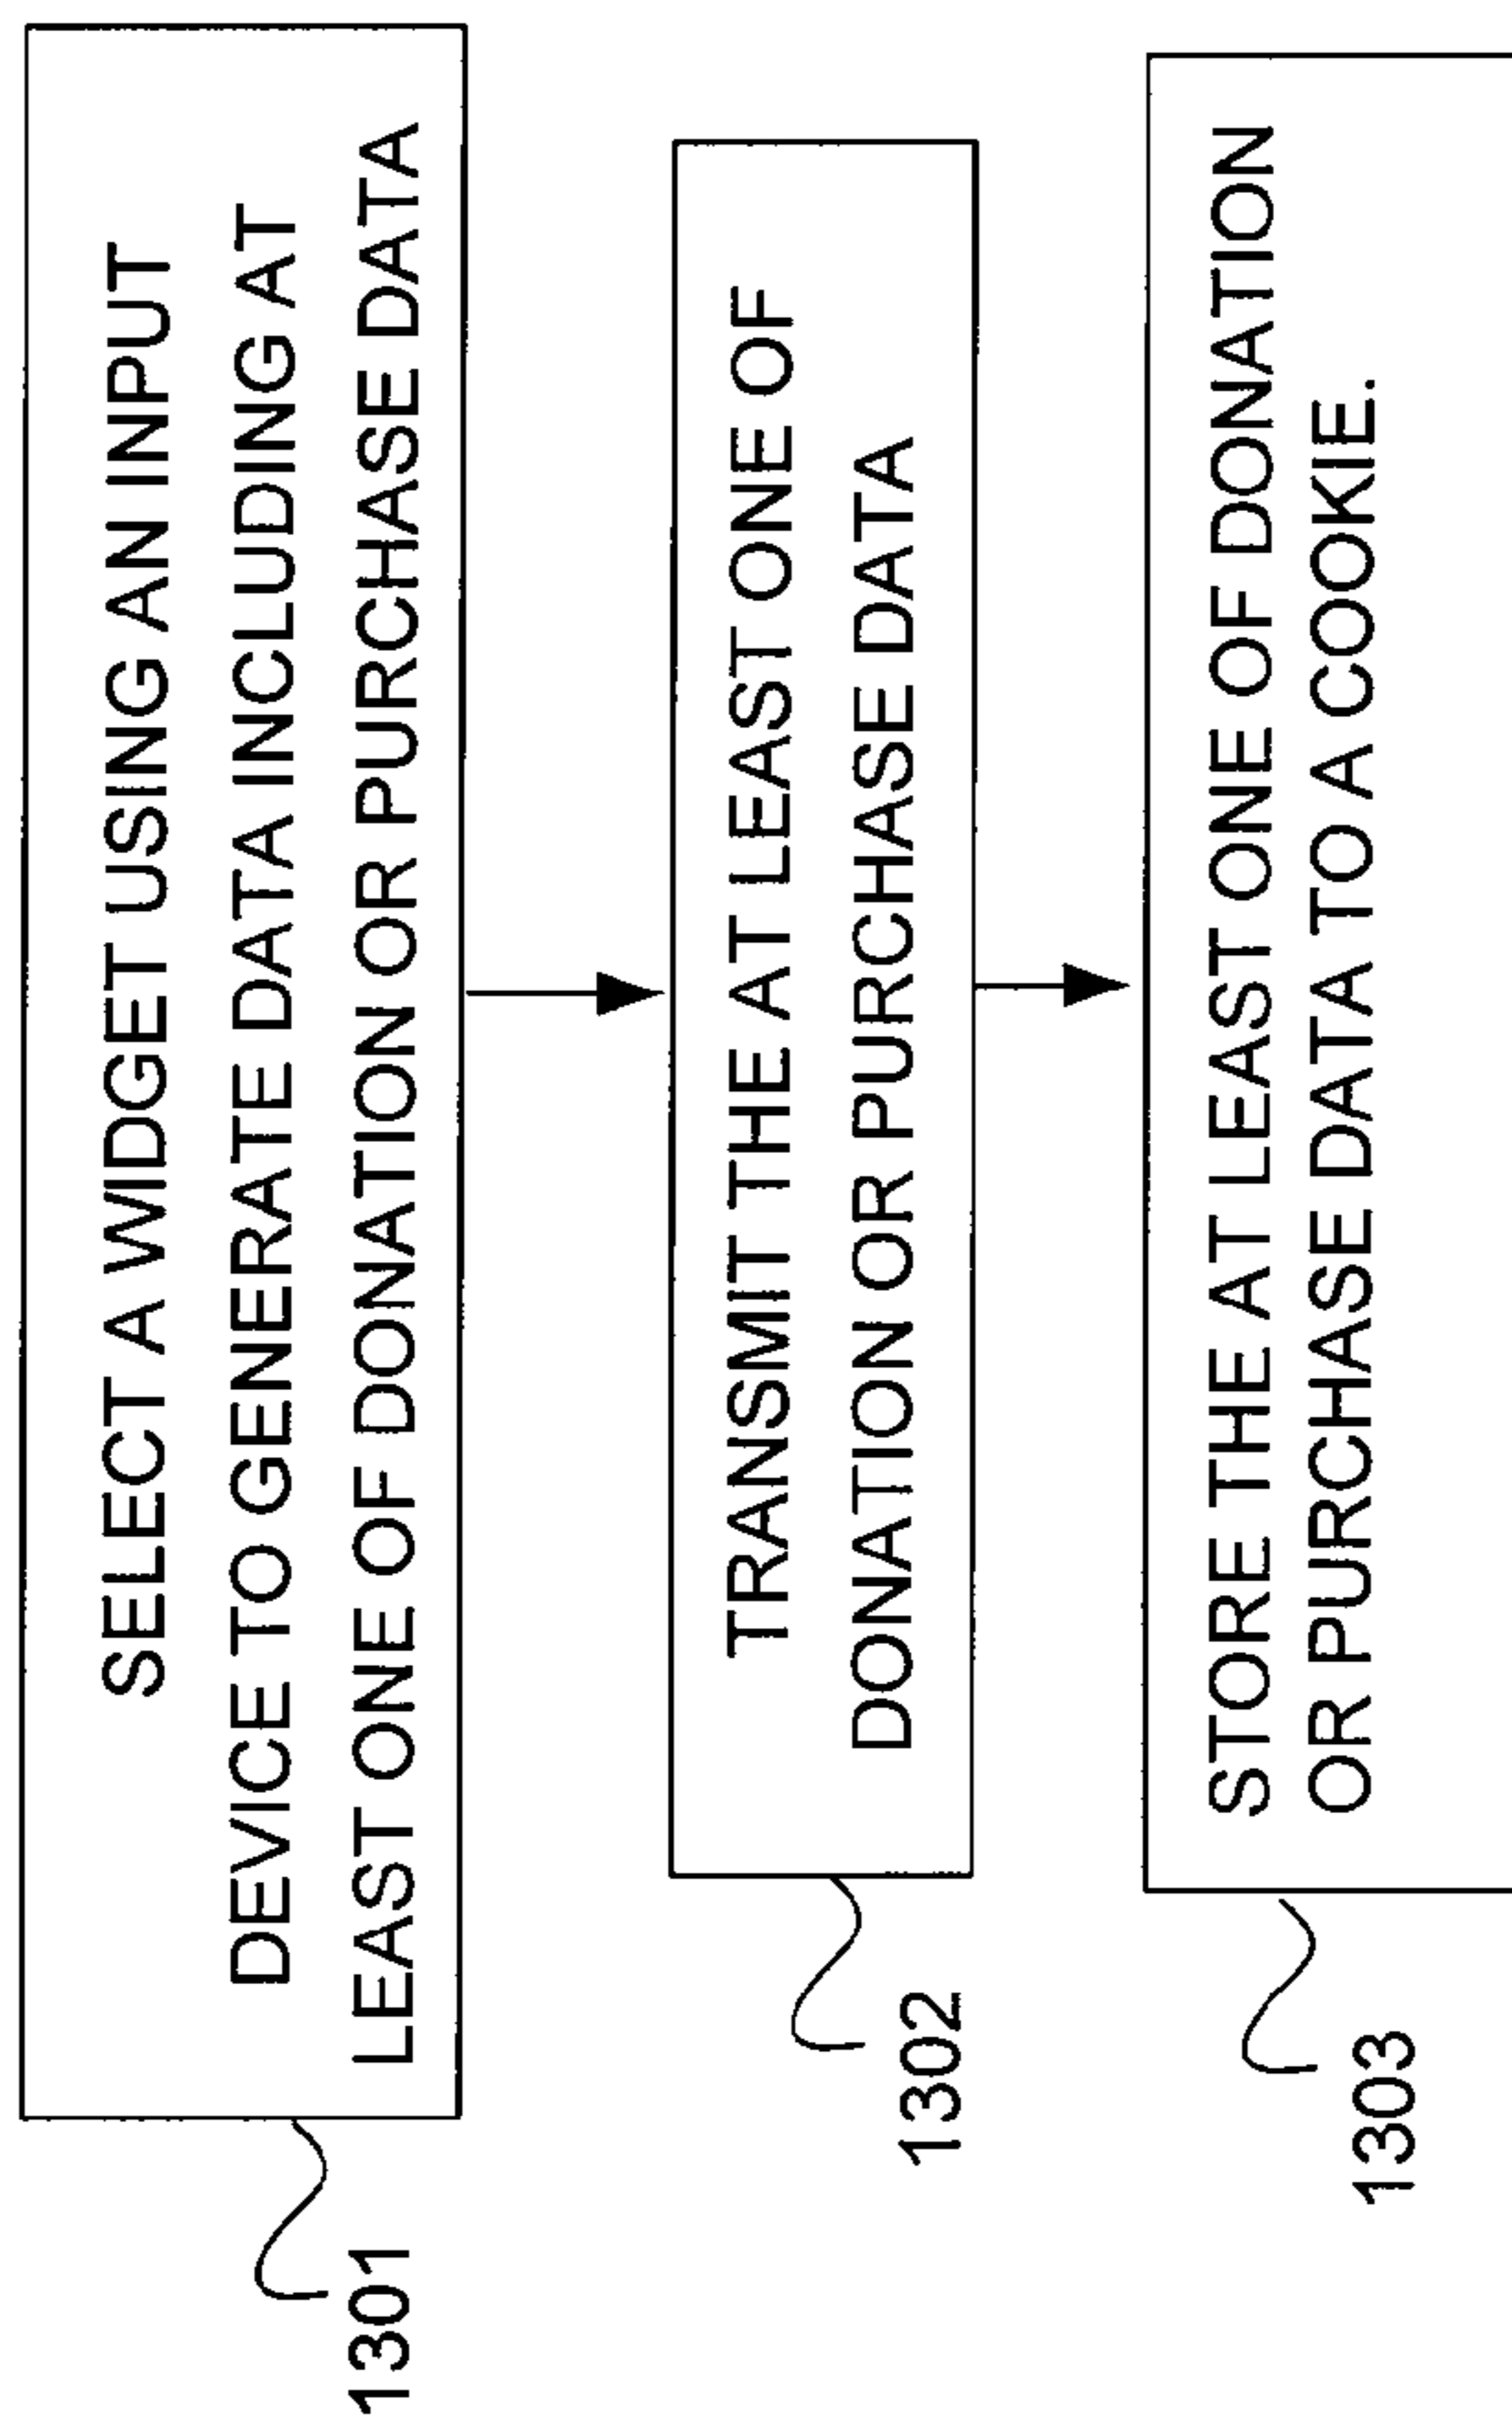 SELECT A WIDGET USING AN INPUT
DEVICE TO GENERATE DATA INCLUDING AT
LEAST ONE OF DONATION OR PURCHASE DATA
1301
TRANSMIT THE AT LEAST ONE OF
DONATION OR PURCHASE DATA
1302
STORE THE AT LEAST ONE OF DONATION
OR PURCHASE DATA TO A COOKIE.
1303